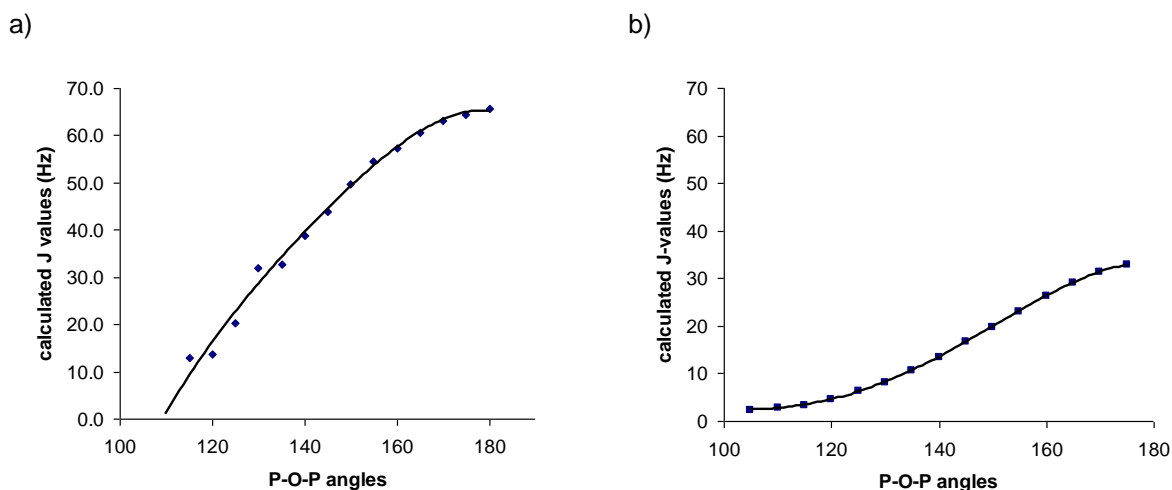 a)
calculated J values (Hz)
70.0
60.0
50.0
40.0
30.0
20.0
10.0
0.0
100 120 140 160 180
P-O-P angles
b)
calculated J-values (Hz)
70
60
50
40
30
20
10
0
100 120 140 160 180
P-O-P angles